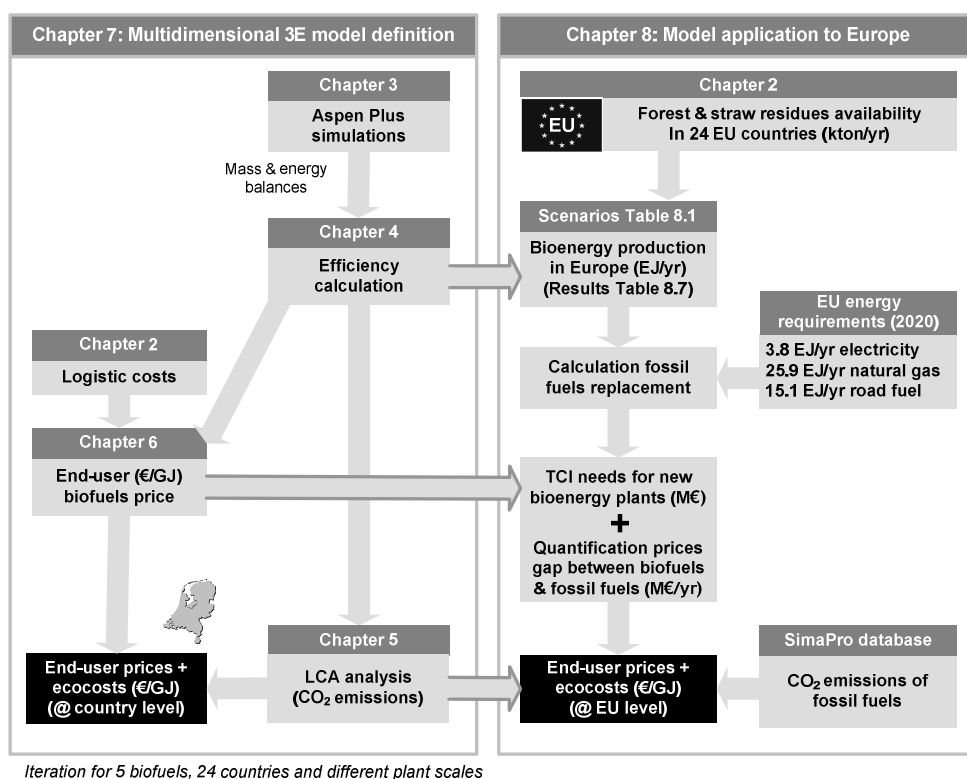 Chapter 7: Multidimensional 3E model definition
Chapter 3
Aspen Plus
simulations
Mass & energy
balances
Chapter 4
Efficiency
calculation
Chapter 2
Logistic costs
Chapter 6
End-user (€/GJ)
biofuels price
Chapter 5
LCA analysis
(CO₂ emissions)
End-user prices +
ecocosts (€/GJ)
(@ country level)
Chapter 8: Model application to Europe
Chapter 2
EU
Forest & straw residues availability
In 24 EU countries (kton/yr)
Scenarios Table 8.1
Bioenergy production
in Europe (EJ/yr)
(Results Table 8.7)
EU energy
requirements (2020)
3.8 EJ/yr electricity
25.9 EJ/yr natural gas
15.1 EJ/yr road fuel
Calculation fossil
fuels replacement
TCI needs for new
bioenergy plants (M€)
+
Quantification prices
gap between biofuels
& fossil fuels (M€/yr)
End-user prices +
ecocosts (€/GJ)
(@ EU level)
SimaPro database
CO₂ emissions of
fossil fuels
Iteration for 5 biofuels, 24 countries and different plant scales